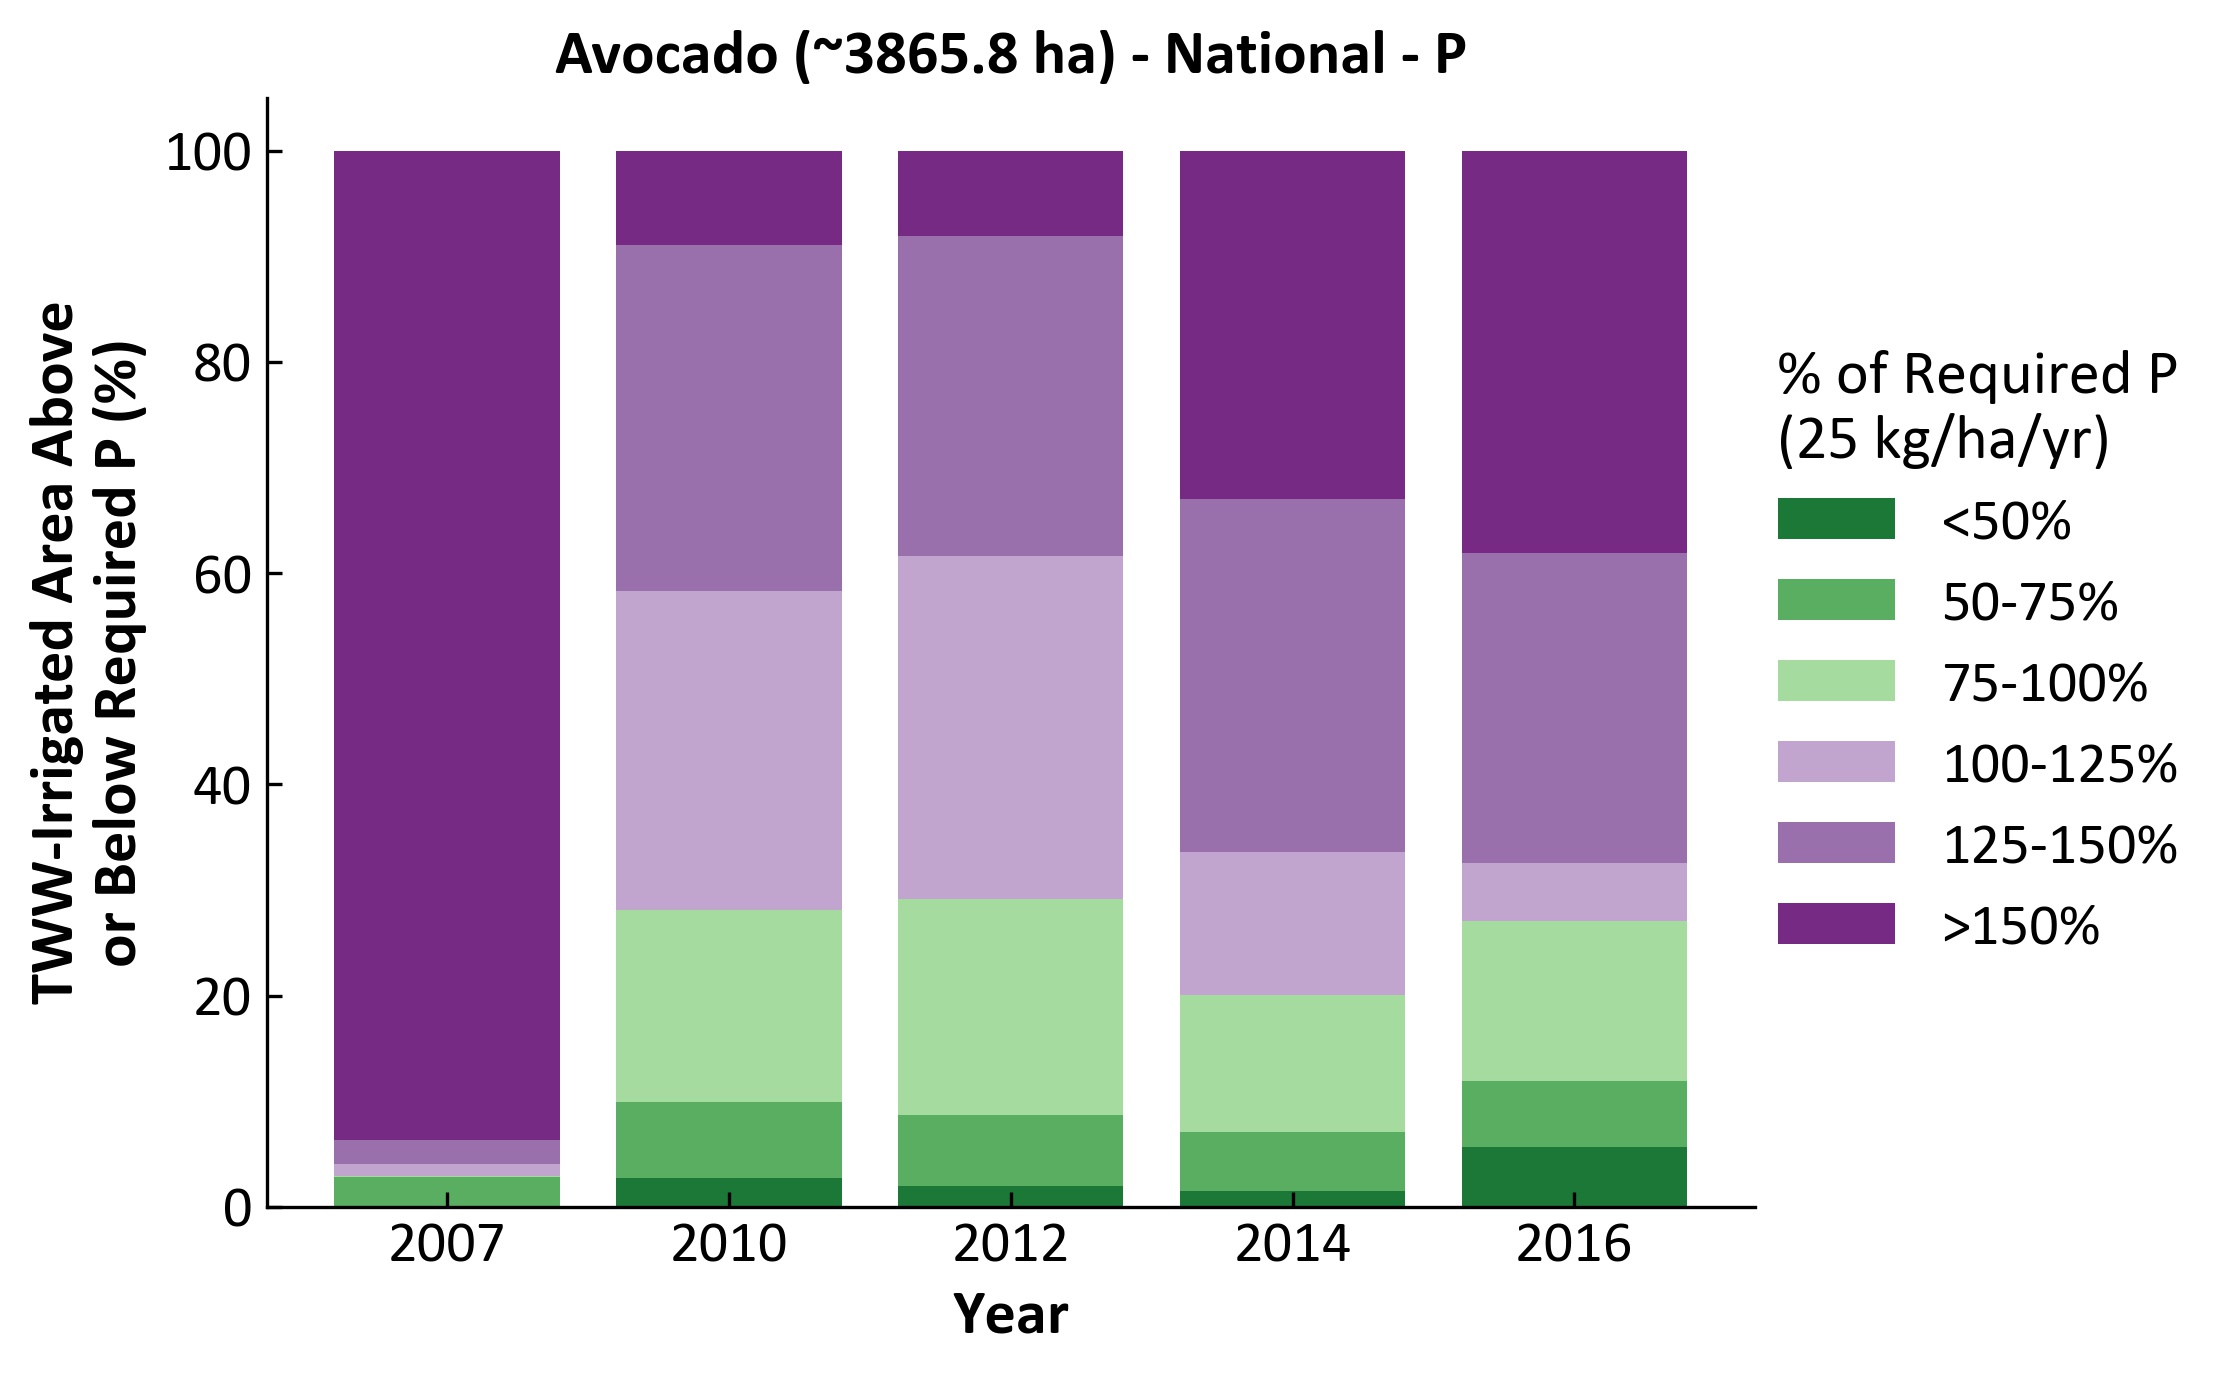 Avocado (~3865.8 ha) - National - P
TWW-Irrigated Area Above
or Below Required P (%)
100
80
60
40
20
0
2007
2010
2012
2014
2016
Year
% of Required P
(25 kg/ha/yr)
<50%
50-75%
75-100%
100-125%
125-150%
>150%